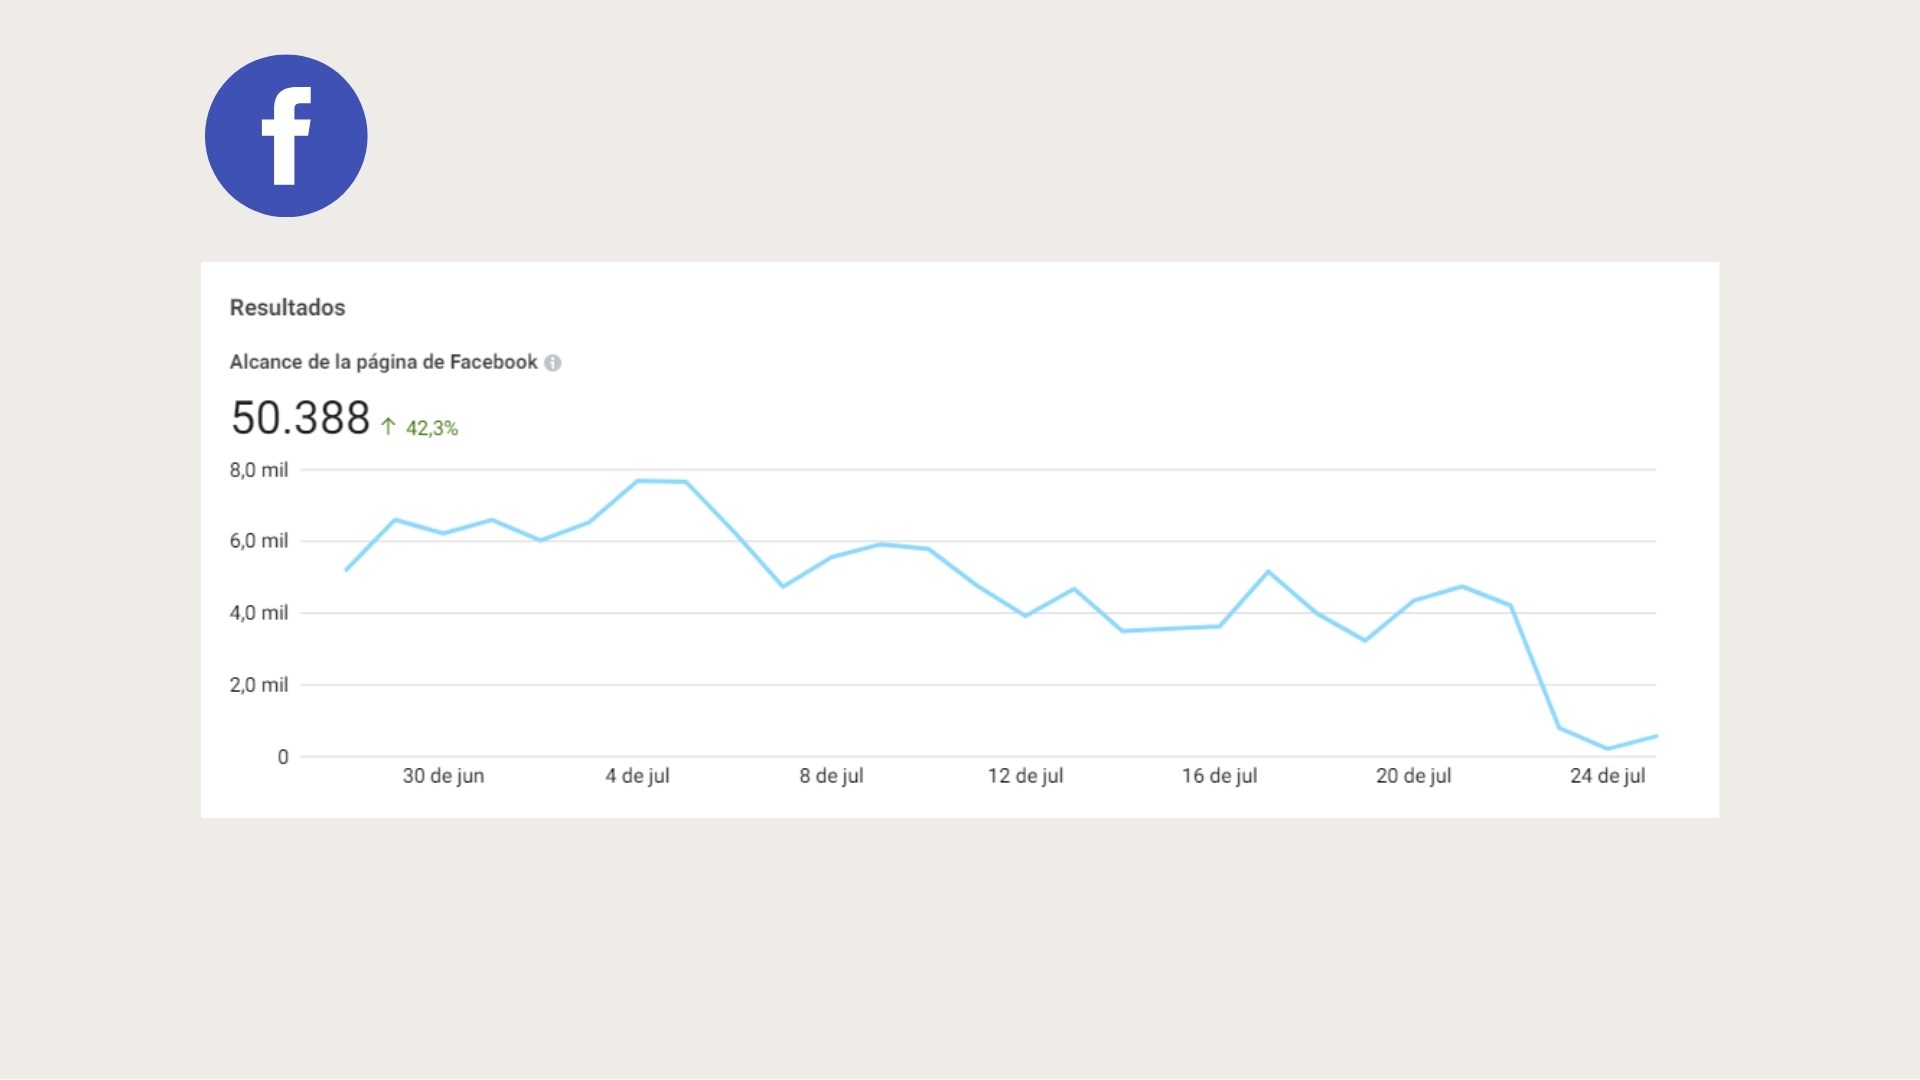 f
Resultados
Alcance de la página de Facebook
50.388 ↑ 42,3%
8,0 mil
6,0 mil
4,0 mil
2,0 mil
0
30 de jun 4 de jul 8 de jul 12 de jul 16 de jul 20 de jul 24 de jul